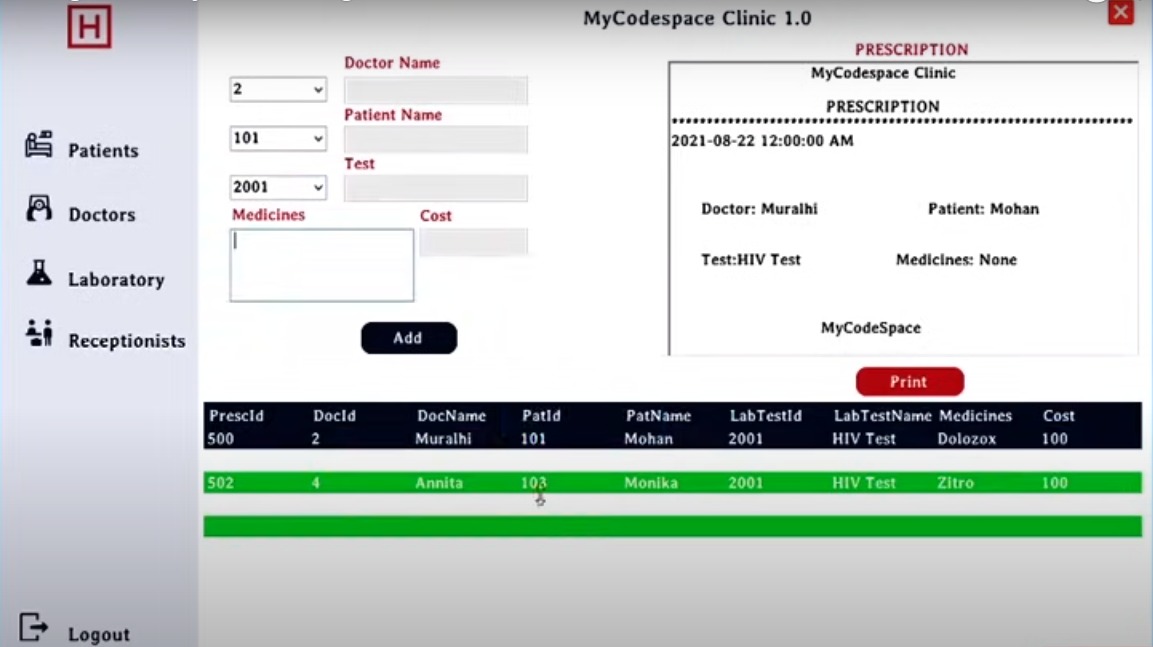 MyCodespace Clinic 1.0
H
Patients
Doctors
Laboratory
Receptionists
Logout
Doctor Name
2
Patient Name
101
Test
2001
Medicines
Cost
Add
PRESCRIPTION
MyCodespace Clinic
PRESCRIPTION
2021-08-22 12:00:00 AM
Doctor: Muralhi Patient: Mohan
Test:HIV Test Medicines: None
MyCodeSpace
Print
PrescId DocId DocName PatId PatName LabTestId LabTestName Medicines Cost
500 2 Muralhi 101 Mohan 2001 HIV Test Dolozox 100
502 4 Annita 103 Monika 2001 HIV Test Zitro 100